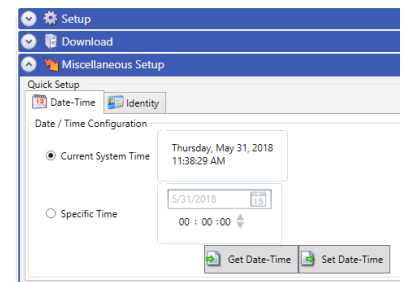 Setup
Download
Miscellaneous Setup
Quick Setup
Date-Time Identity
Date / Time Configuration
Current System Time
Thursday, May 31, 2018
11:38:29 AM
Specific Time
5/31/2018 15
00 : 00 :00
Get Date-Time Set Date-Time